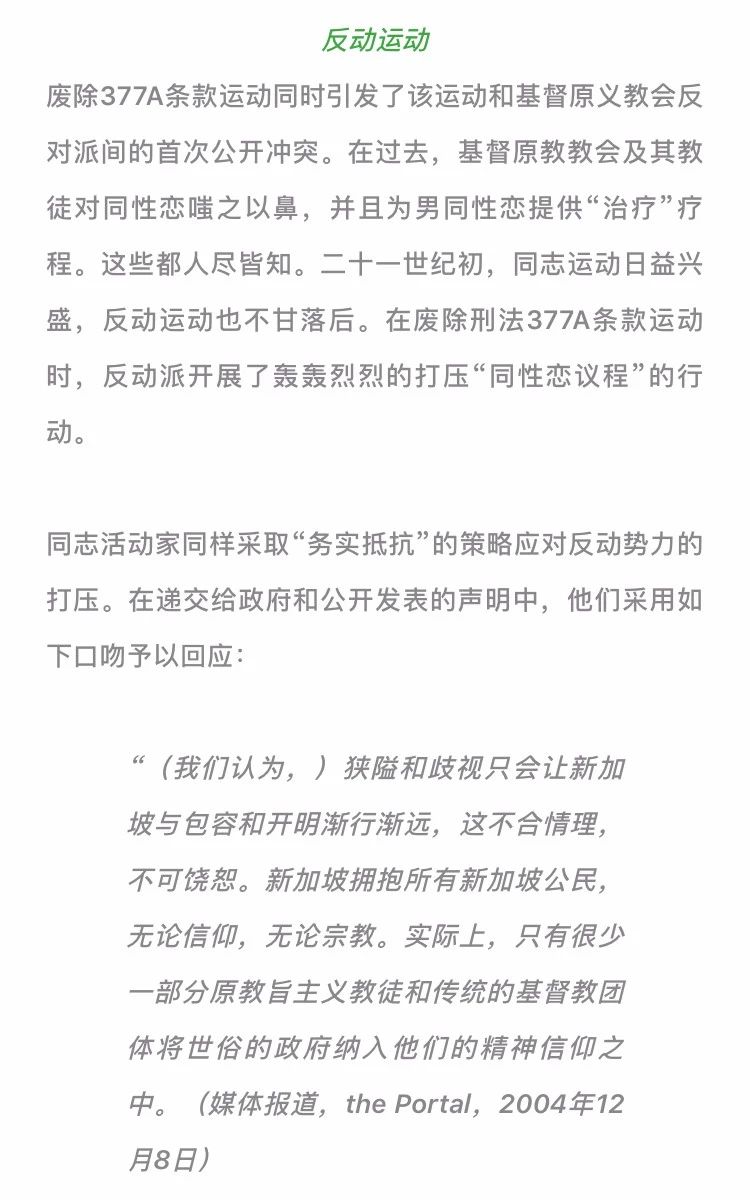 反动运动
废除377A条款运动同时引发了该运动和基督原义教会反
对派间的首次公开冲突。在过去，基督原教教会及其教
徒对同性恋嗤之以鼻，并且为男同性恋提供“治疗”疗
程。这些都人尽皆知。二十一世纪初，同志运动日益兴
盛，反动运动也不甘落后。在废除刑法377A条款运动
时，反动派开展了轰轰烈烈的打压“同性恋议程”的行
动。
同志活动家同样采取“务实抵抗”的策略应对反动势力的
打压。在递交给政府和公开发表的声明中，他们采用如
下口吻予以回应：
“（我们认为，）狭隘和歧视只会让新加
坡与包容和开明渐行渐远，这不合情理，
不可饶恕。新加坡拥抱所有新加坡公民，
无论信仰，无论宗教。实际上，只有很少
一部分原教旨主义教徒和传统的基督教团
体将世俗的政府纳入他们的精神信仰之
中。（媒体报道，the Portal，2004年12
月8日）